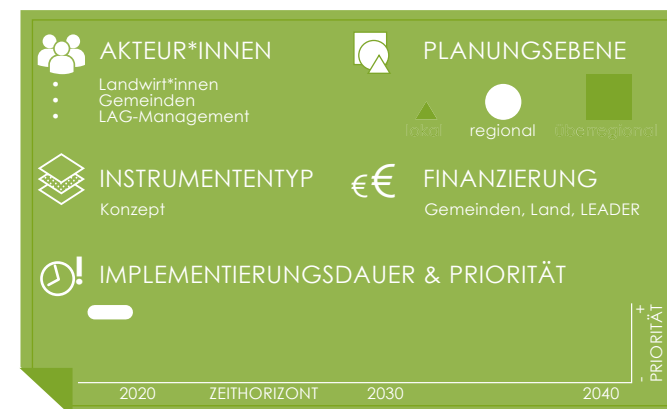 AKTEUR*INNEN
Landwirt*innen
Gemeinden
LAG-Management
PLANUNGSEBENE
lokal regional überregional
INSTRUMENTENTYP
Konzept
€€ FINANZIERUNG
Gemeinden, Land, LEADER
! IMPLEMENTIERUNGSDAUER & PRIORITÄT
- PRIORITÄT +
2020 ZEITHORIZONT 2030 2040